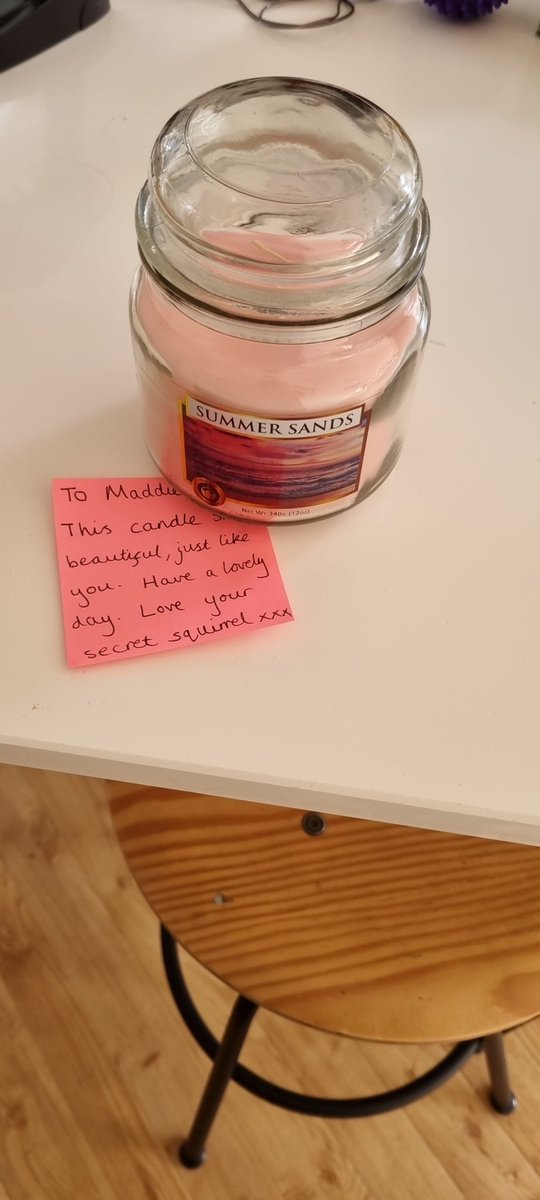 SUMMER SANDS
NET WT 340G (12OZ)
To Maddie
This candle
beautiful, just like
you. Have a lovely
day. Love your
secret squirrel xxx